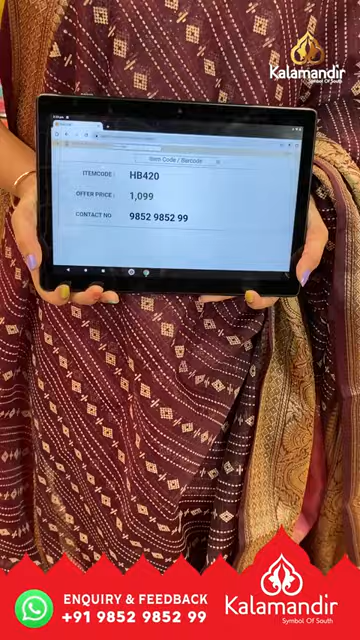 Kalamandir
Symbol Of South
Item Code / Barcode
ITEMCODE : HB420
OFFER PRICE : 1,099
CONTACT NO 9852 9852 99
ENQUIRY & FEEDBACK
+91 9852 9852 99
Kalamandir
Symbol Of South